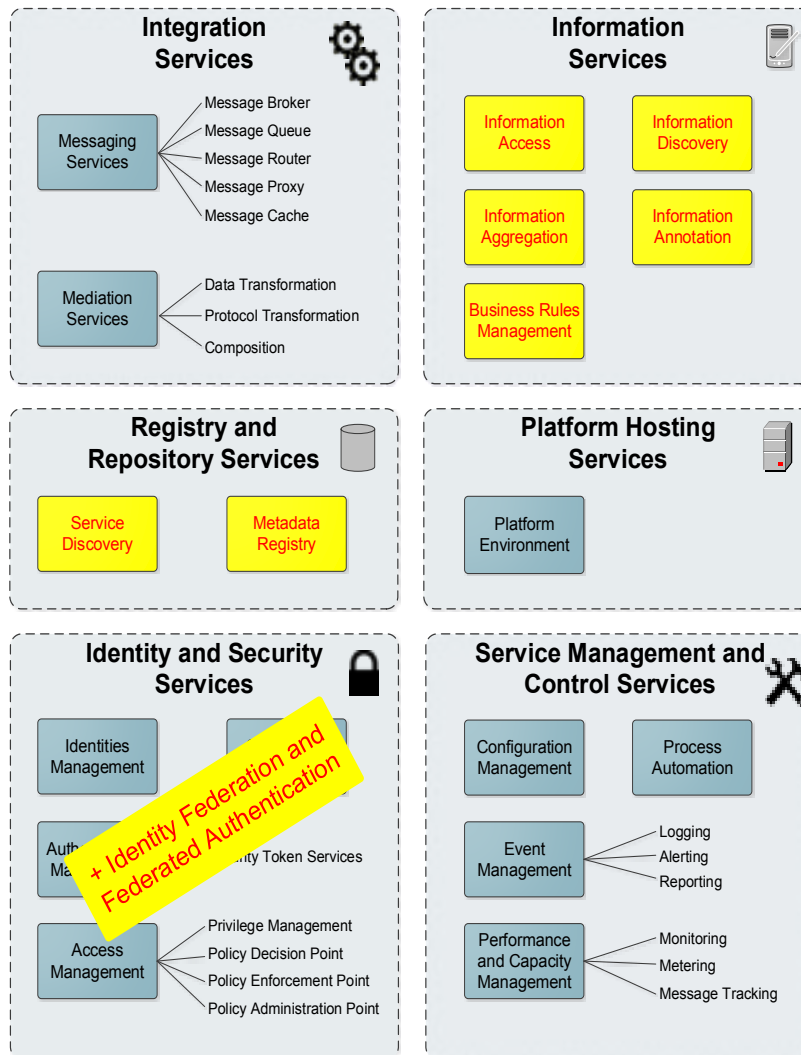 Integration
Services
Messaging
Services
Message Broker
Message Queue
Message Router
Message Proxy
Message Cache
Mediation
Services
Data Transformation
Protocol Transformation
Composition
Information
Services
Information
Access
Information
Discovery
Information
Aggregation
Information
Annotation
Business Rules
Management
Registry and
Repository Services
Service
Discovery
Metadata
Registry
Platform Hosting
Services
Platform
Environment
Identity and Security
Services
Identities
Management
+ Identity Federation and
Federated Authentication
Token Services
Access
Management
Privilege Management
Policy Decision Point
Policy Enforcement Point
Policy Administration Point
Service Management and
Control Services
Configuration
Management
Process
Automation
Event
Management
Logging
Alerting
Reporting
Performance
and Capacity
Management
Monitoring
Metering
Message Tracking